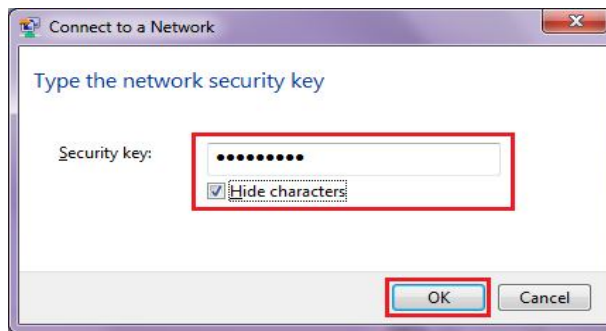 Connect to a Network
Type the network security key
Security key: •••••••••
Hide characters
OK Cancel